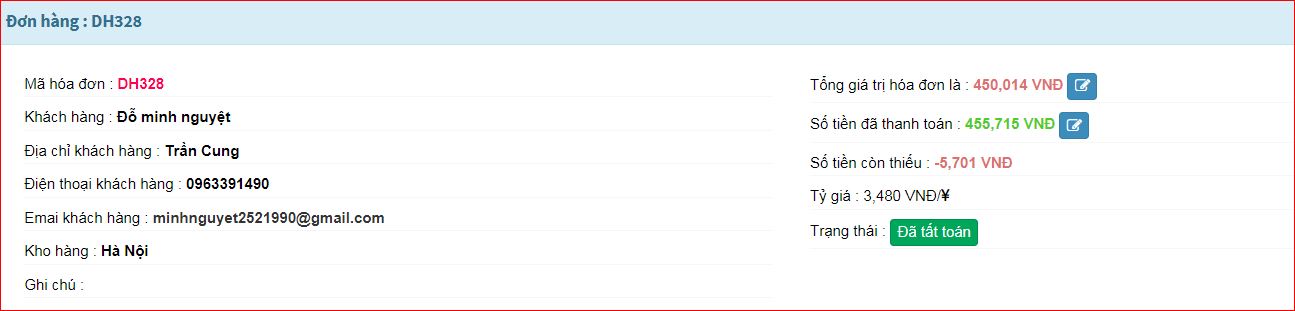 Đơn hàng : DH328
Mã hóa đơn : DH328
Khách hàng : Đỗ minh nguyệt
Địa chỉ khách hàng : Trần Cung
Điện thoại khách hàng : 0963391490
Emai khách hàng : minhnguyet2521990@gmail.com
Kho hàng : Hà Nội
Ghi chú :
Tổng giá trị hóa đơn là : 450,014 VNĐ
Số tiền đã thanh toán : 455,715 VNĐ
Số tiền còn thiếu : -5,701 VNĐ
Tỷ giá : 3,480 VNĐ/¥
Trạng thái : Đã tất toán